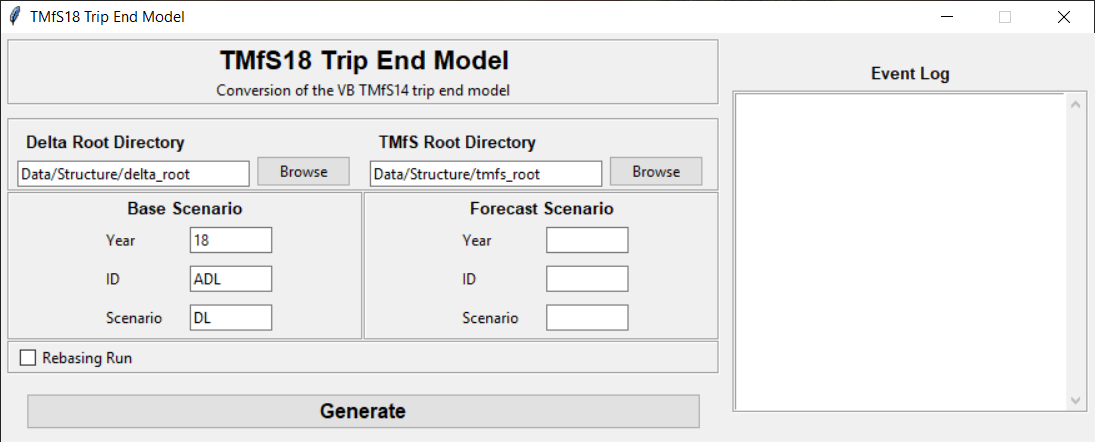 TMfS18 Trip End Model
TMfS18 Trip End Model
Conversion of the VB TMfS14 trip end model
Delta Root Directory
Data/Structure/delta_root
Browse
TMfS Root Directory
Data/Structure/tmfs_root
Browse
Base Scenario
Year
18
ID
ADL
Scenario
DL
Forecast Scenario
Year
ID
Scenario
Rebasing Run
Generate
Event Log